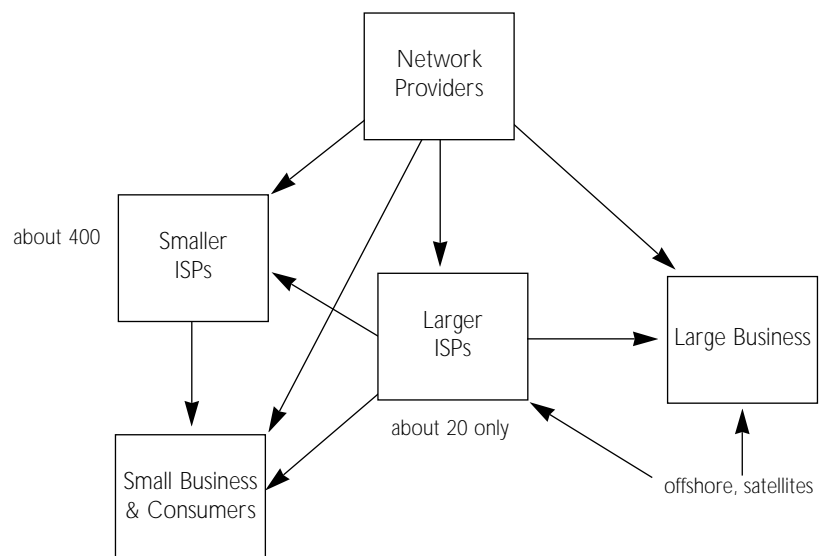 Network
Providers
about 400
Smaller
ISPs
Larger
ISPs
Large Business
about 20 only
Small Business
& Consumers
offshore, satellites